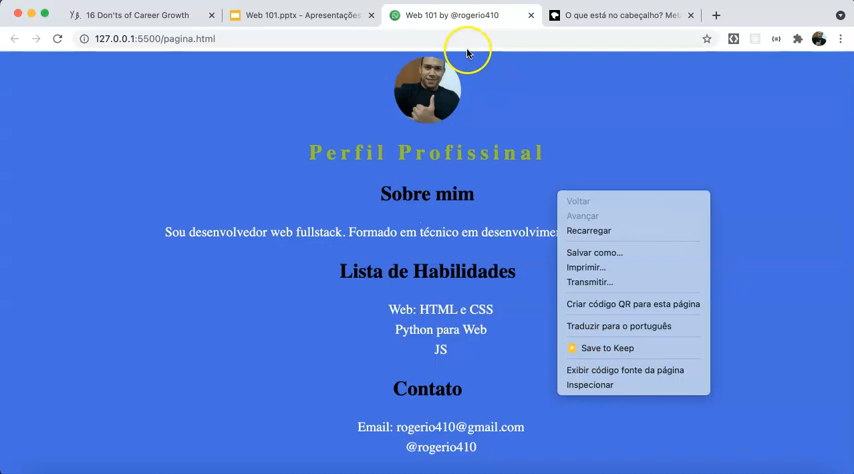 16 Don'ts of Career Growth
Web 101.pptx - Apresentações
Web 101 by @rogerio410
O que está no cabeçalho? Met
127.0.0.1:5500/pagina.html
Perfil Profissinal
Sobre mim
Sou desenvolvedor web fullstack. Formado em técnico em desenvolvime
Lista de Habilidades
Web: HTML e CSS
Python para Web
JS
Contato
Email: rogerio410@gmail.com
@rogerio410
Voltar
Avançar
Recarregar
Salvar como...
Imprimir...
Transmitir...
Criar código QR para esta página
Traduzir para o português
Save to Keep
Exibir código fonte da página
Inspecionar